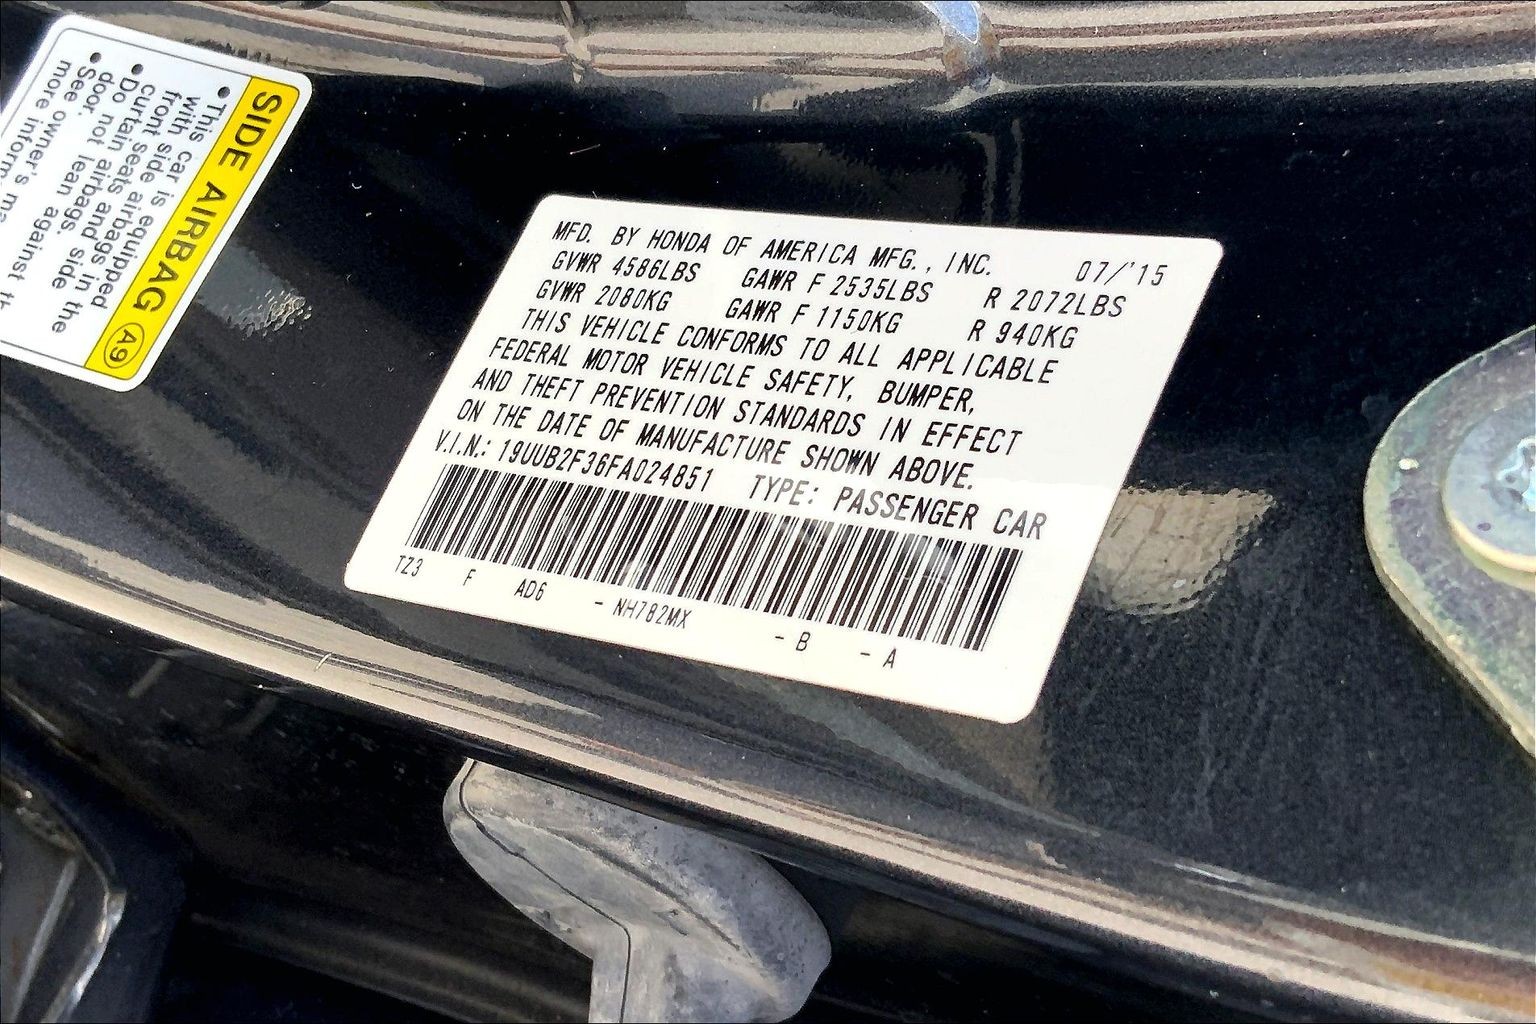 SIDE AIRBAG A9
• This car is equipped
with side airbags in the
front seats and side
curtain airbags.
• Do not lean against the
door.
• See owner's
more
MFD. BY HONDA OF AMERICA MFG., INC. 07/'15
GVWR 4586LBS GAWR F 2535LBS R 2072LBS
GVWR 2080KG GAWR F 1150KG R 940KG
THIS VEHICLE CONFORMS TO ALL APPLICABLE
FEDERAL MOTOR VEHICLE SAFETY, BUMPER,
AND THEFT PREVENTION STANDARDS IN EFFECT
ON THE DATE OF MANUFACTURE SHOWN ABOVE.
V.I.N.: 19UUB2F36FA024851 TYPE: PASSENGER CAR
TZ3 F AD6 - NH782MX - B - A